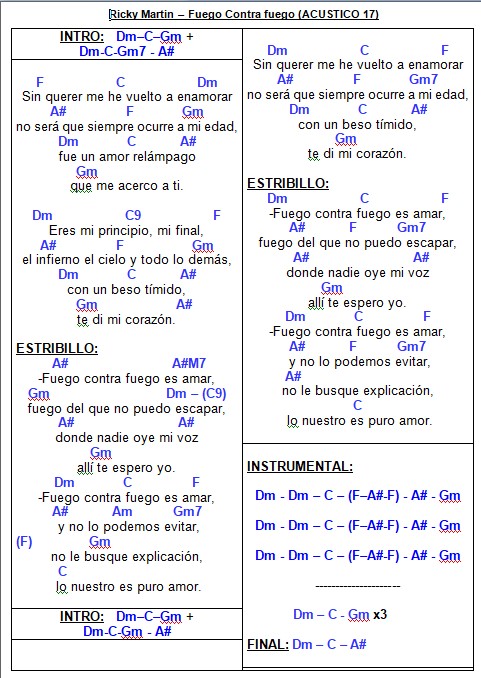 Ricky Martin – Fuego Contra fuego (ACUSTICO 17)
INTRO: Dm–C–Gm +
Dm-C-Gm7 - A#
F C Dm
Sin querer me he vuelto a enamorar
A# F Gm
no será que siempre ocurre a mi edad,
Dm C A#
fue un amor relámpago
Gm
que me acerco a ti.
Dm C9 F
Eres mi principio, mi final,
A# F Gm
el infierno el cielo y todo lo demás,
Dm C A#
con un beso tímido,
Gm A#
te di mi corazón.
ESTRIBILLO:
A# A#M7
-Fuego contra fuego es amar,
Gm Dm – (C9)
fuego del que no puedo escapar,
A# A#
donde nadie oye mi voz
Gm
allí te espero yo.
Dm C F
-Fuego contra fuego es amar,
A# Am Gm7
y no lo podemos evitar,
(F) Gm
no le busque explicación,
C
lo nuestro es puro amor.
INTRO: Dm–C–Gm +
Dm-C-Gm - A#
Dm C F
Sin querer me he vuelto a enamorar
A# F Gm7
no será que siempre ocurre a mi edad,
Dm C A#
con un beso tímido,
Gm
te di mi corazón.
ESTRIBILLO:
Dm C F
-Fuego contra fuego es amar,
A# F Gm7
fuego del que no puedo escapar,
A# A#
donde nadie oye mi voz
Gm
allí te espero yo.
Dm C F
-Fuego contra fuego es amar,
A# F Gm7
y no lo podemos evitar,
A#
no le busque explicación,
C
lo nuestro es puro amor.
INSTRUMENTAL:
Dm - Dm – C – (F–A#-F) - A# - Gm
Dm - Dm – C – (F–A#-F) - A# - Gm
Dm - Dm – C – (F–A#-F) - A# - Gm
---------------------
Dm – C - Gm x3
FINAL: Dm – C – A#